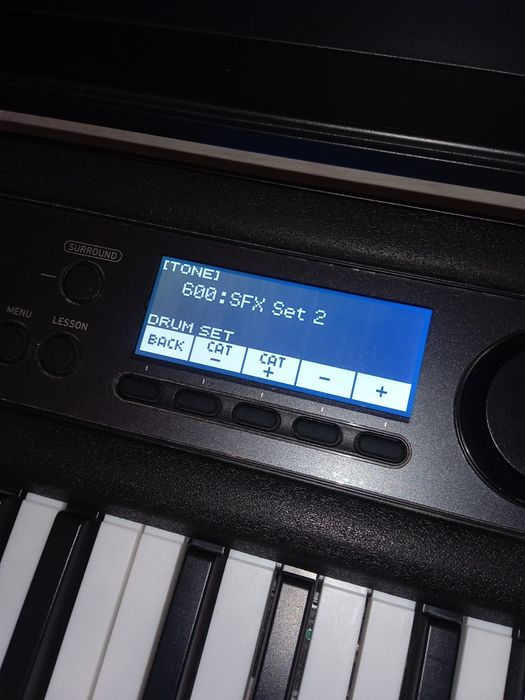 SURROUND
MENU
LESSON
[TONE]
600:SFX Set 2
DRUM SET
BACK
CAT -
CAT +
-
+